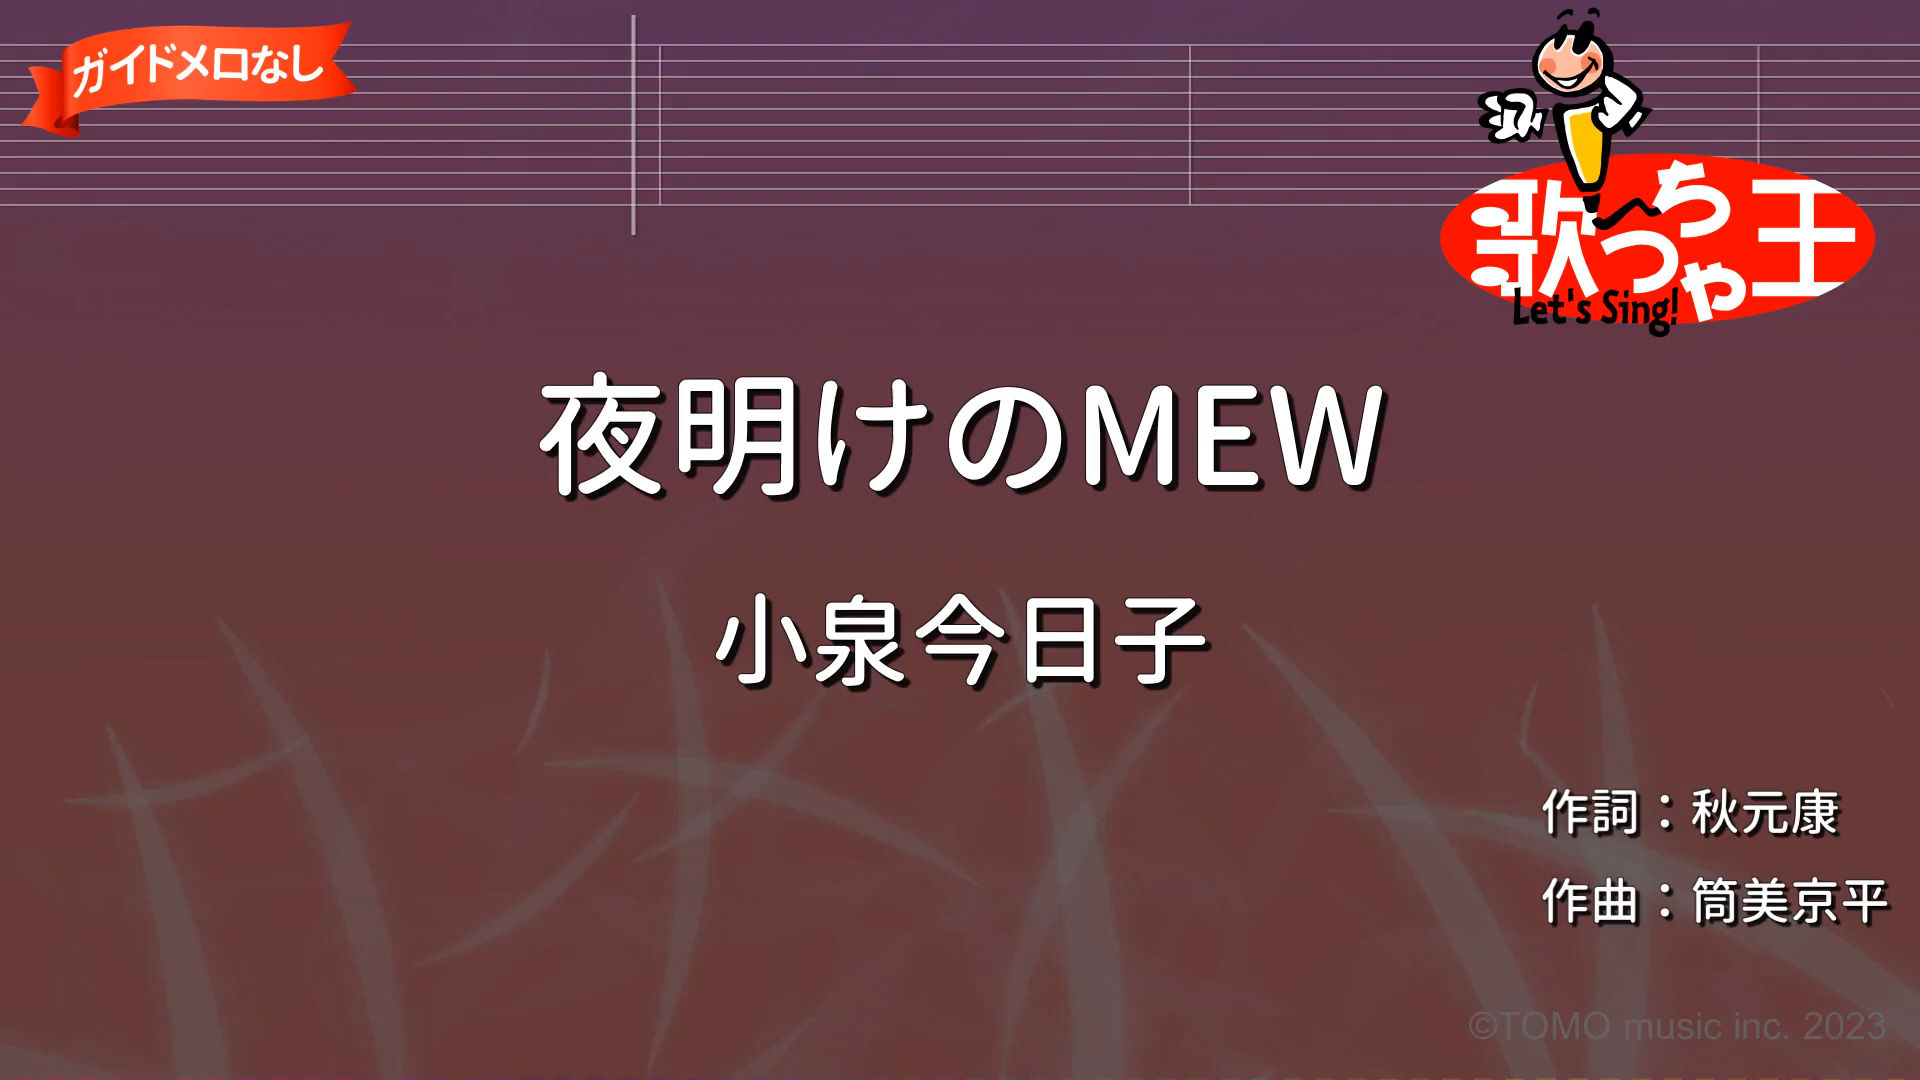 ガイドメロなし
歌っちゃ王
Let's Sing!
夜明けのMEW
小泉今日子
作詞：秋元康
作曲：筒美京平
©TOMO music inc. 2023